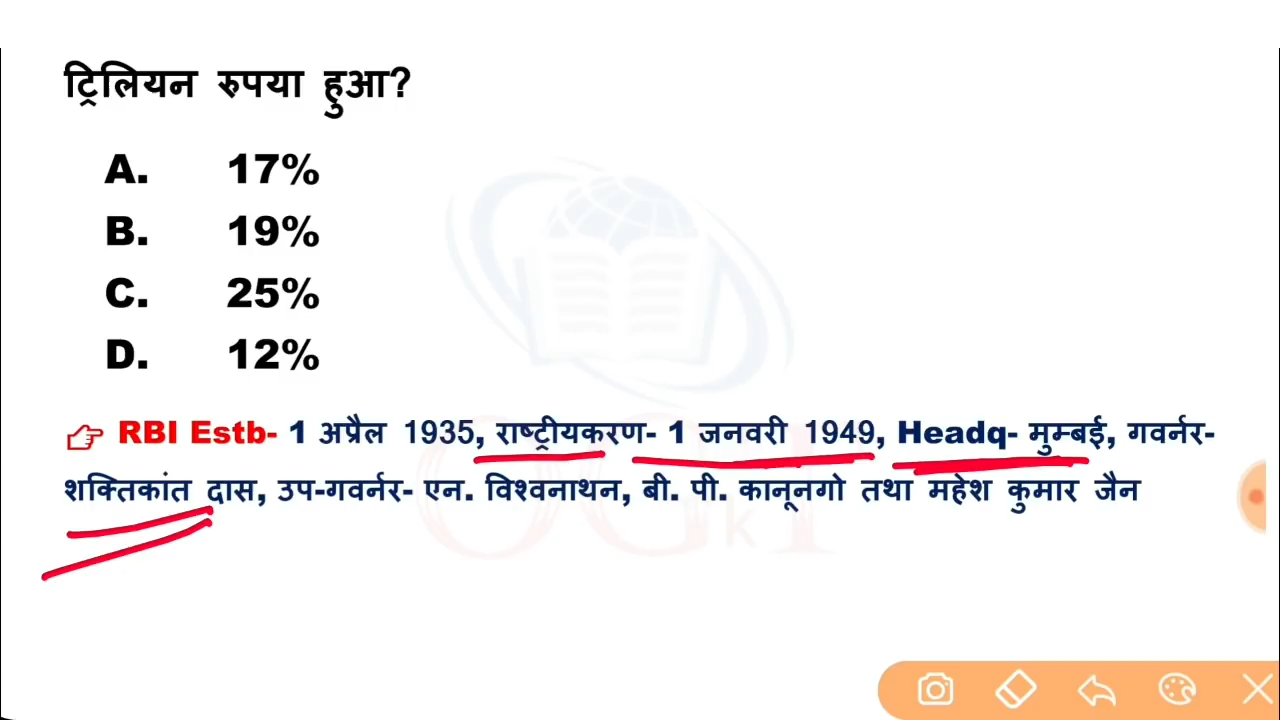 ट्रिलियन रुपया हुआ?
A. 17%
B. 19%
C. 25%
D. 12%
RBI Estb- 1 अप्रैल 1935, राष्ट्रीयकरण- 1 जनवरी 1949, Headq- मुम्बई, गवर्नर-
शक्तिकांत दास, उप-गवर्नर- एन. विश्वनाथन, बी. पी. कानूनगो तथा महेश कुमार जैन
OGkT